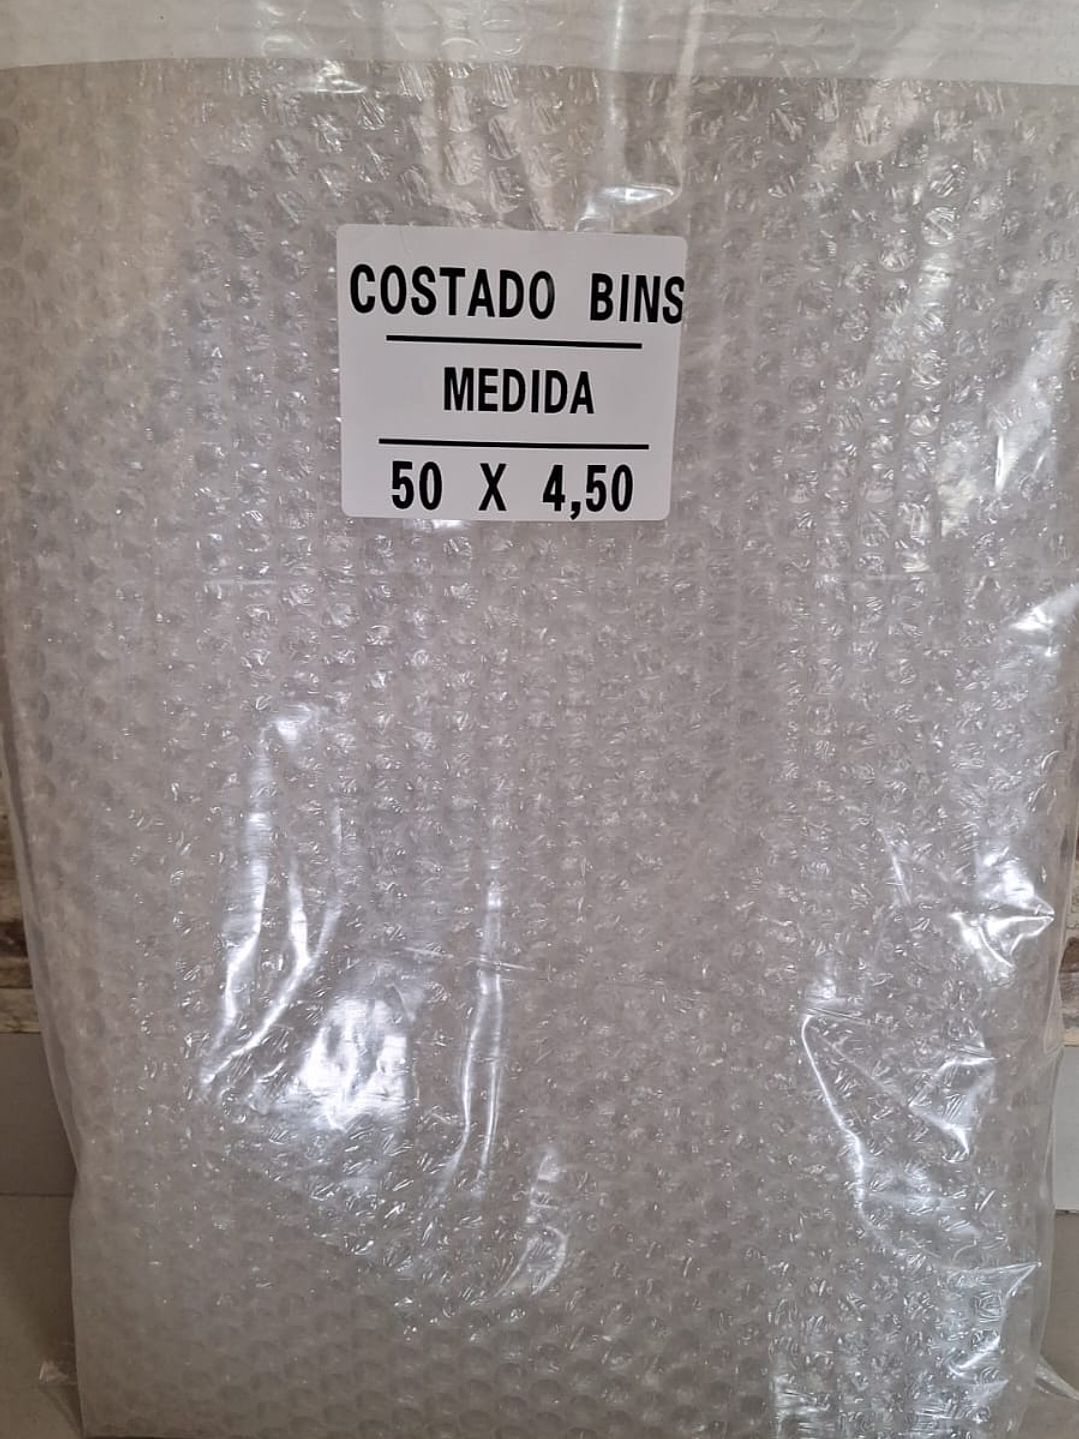 COSTADO BINS
MEDIDA
50 X 4,50